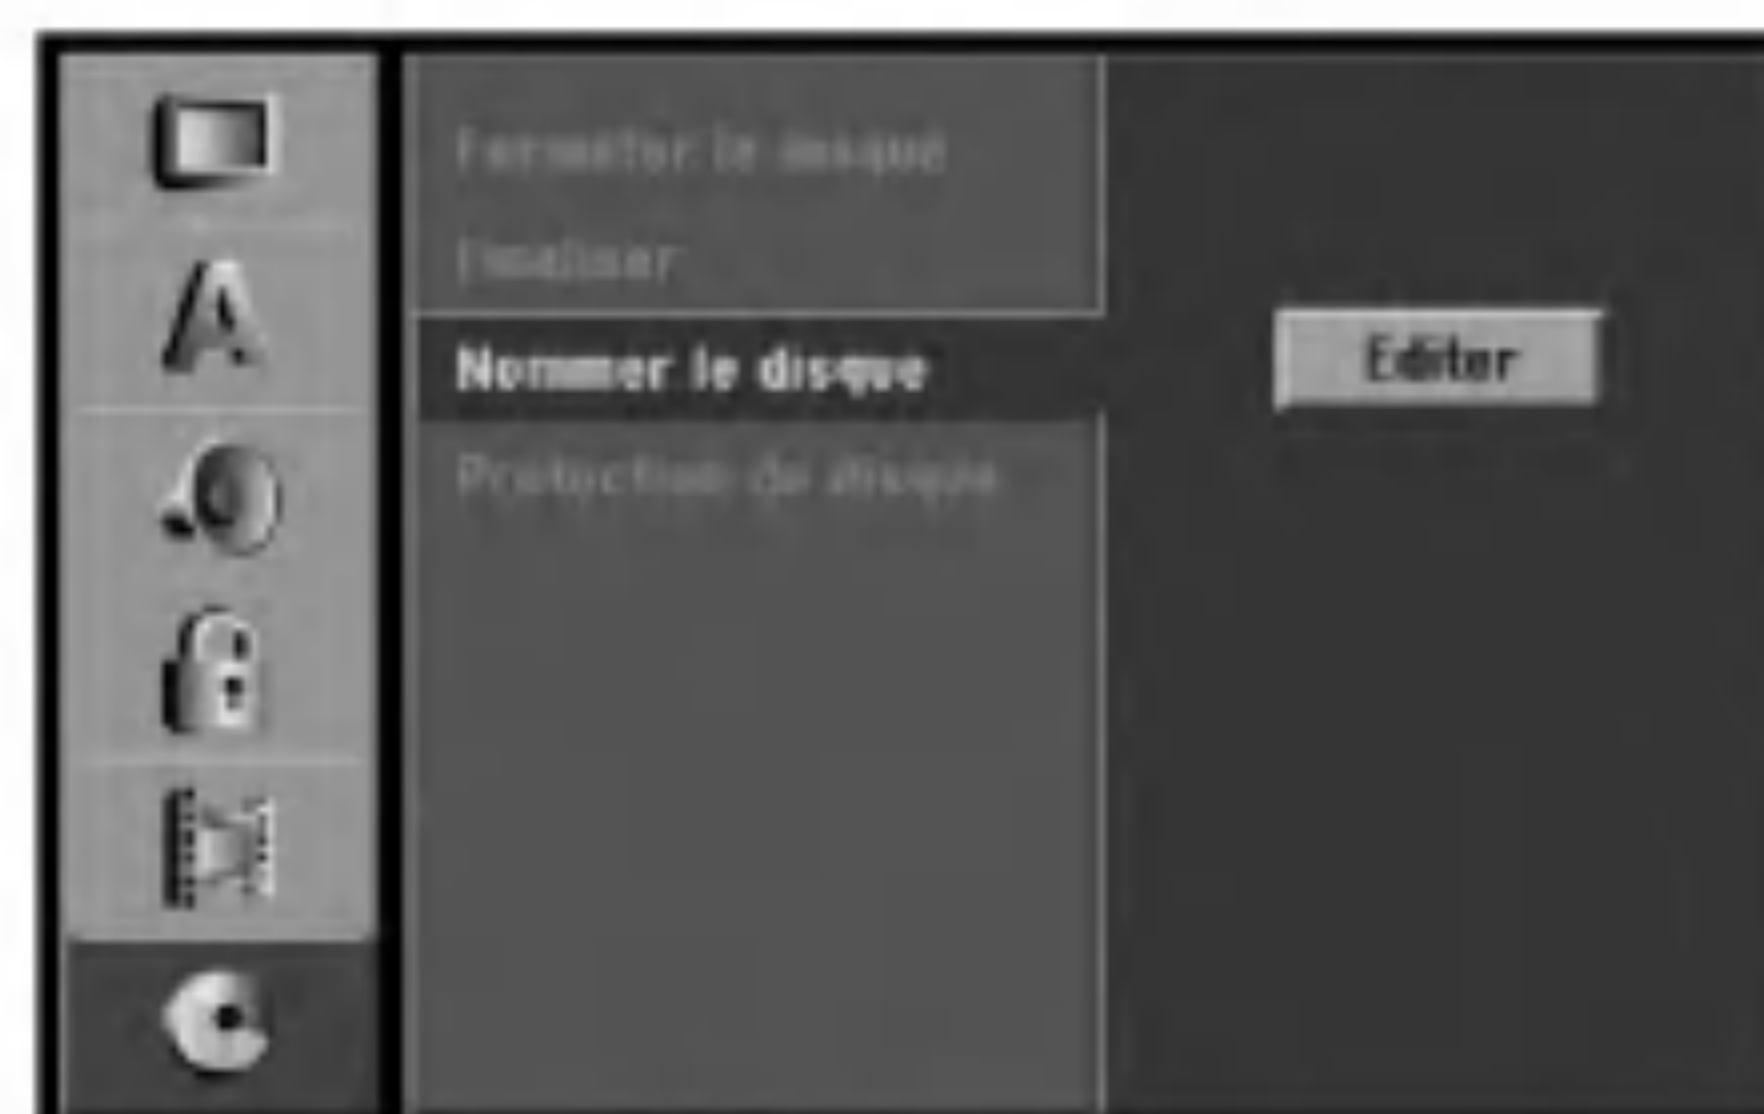 Formater le disque
Finaliser
Nommer le disque
Editer
Protection du disque